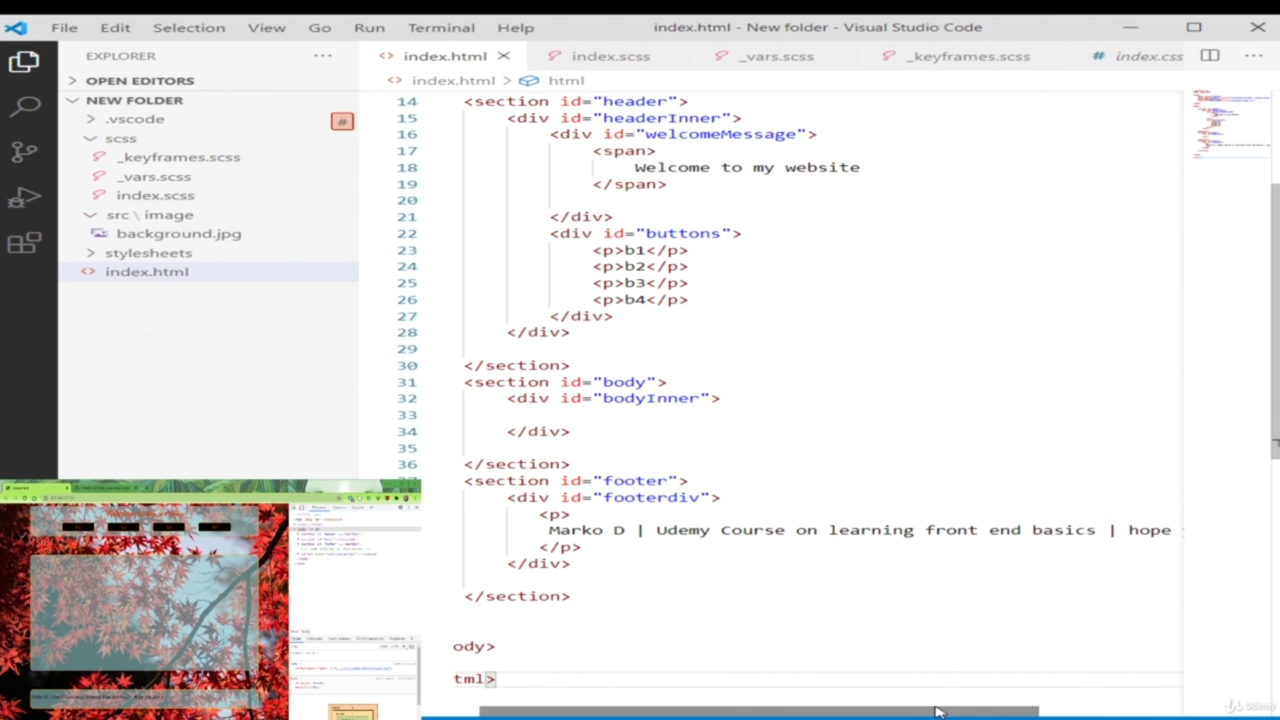 File Edit Selection View Go Run Terminal Help index.html - New folder - Visual Studio Code
EXPLORER
OPEN EDITORS
NEW FOLDER
.vscode
scss
_keyframes.scss
_vars.scss
index.scss
src \ image
background.jpg
stylesheets
index.html
index.html index.scss _vars.scss _keyframes.scss index.css
index.html > html
14 <section id="header">
15 <div id="headerInner">
16 <div id="welcomeMessage">
17 <span>
18 Welcome to my website
19 </span>
20
21 </div>
22 <div id="buttons">
23 <p>b1</p>
24 <p>b2</p>
25 <p>b3</p>
26 <p>b4</p>
27 </div>
28 </div>
29
30 </section>
31 <section id="body">
32 <div id="bodyInner">
33
34 </div>
35
36 </section>
<section id="footer">
<div id="footerdiv">
<p>
D | Udemy on learning front end basics | hope
</p>
</div>
</section>
ody>
tml>
Udemy